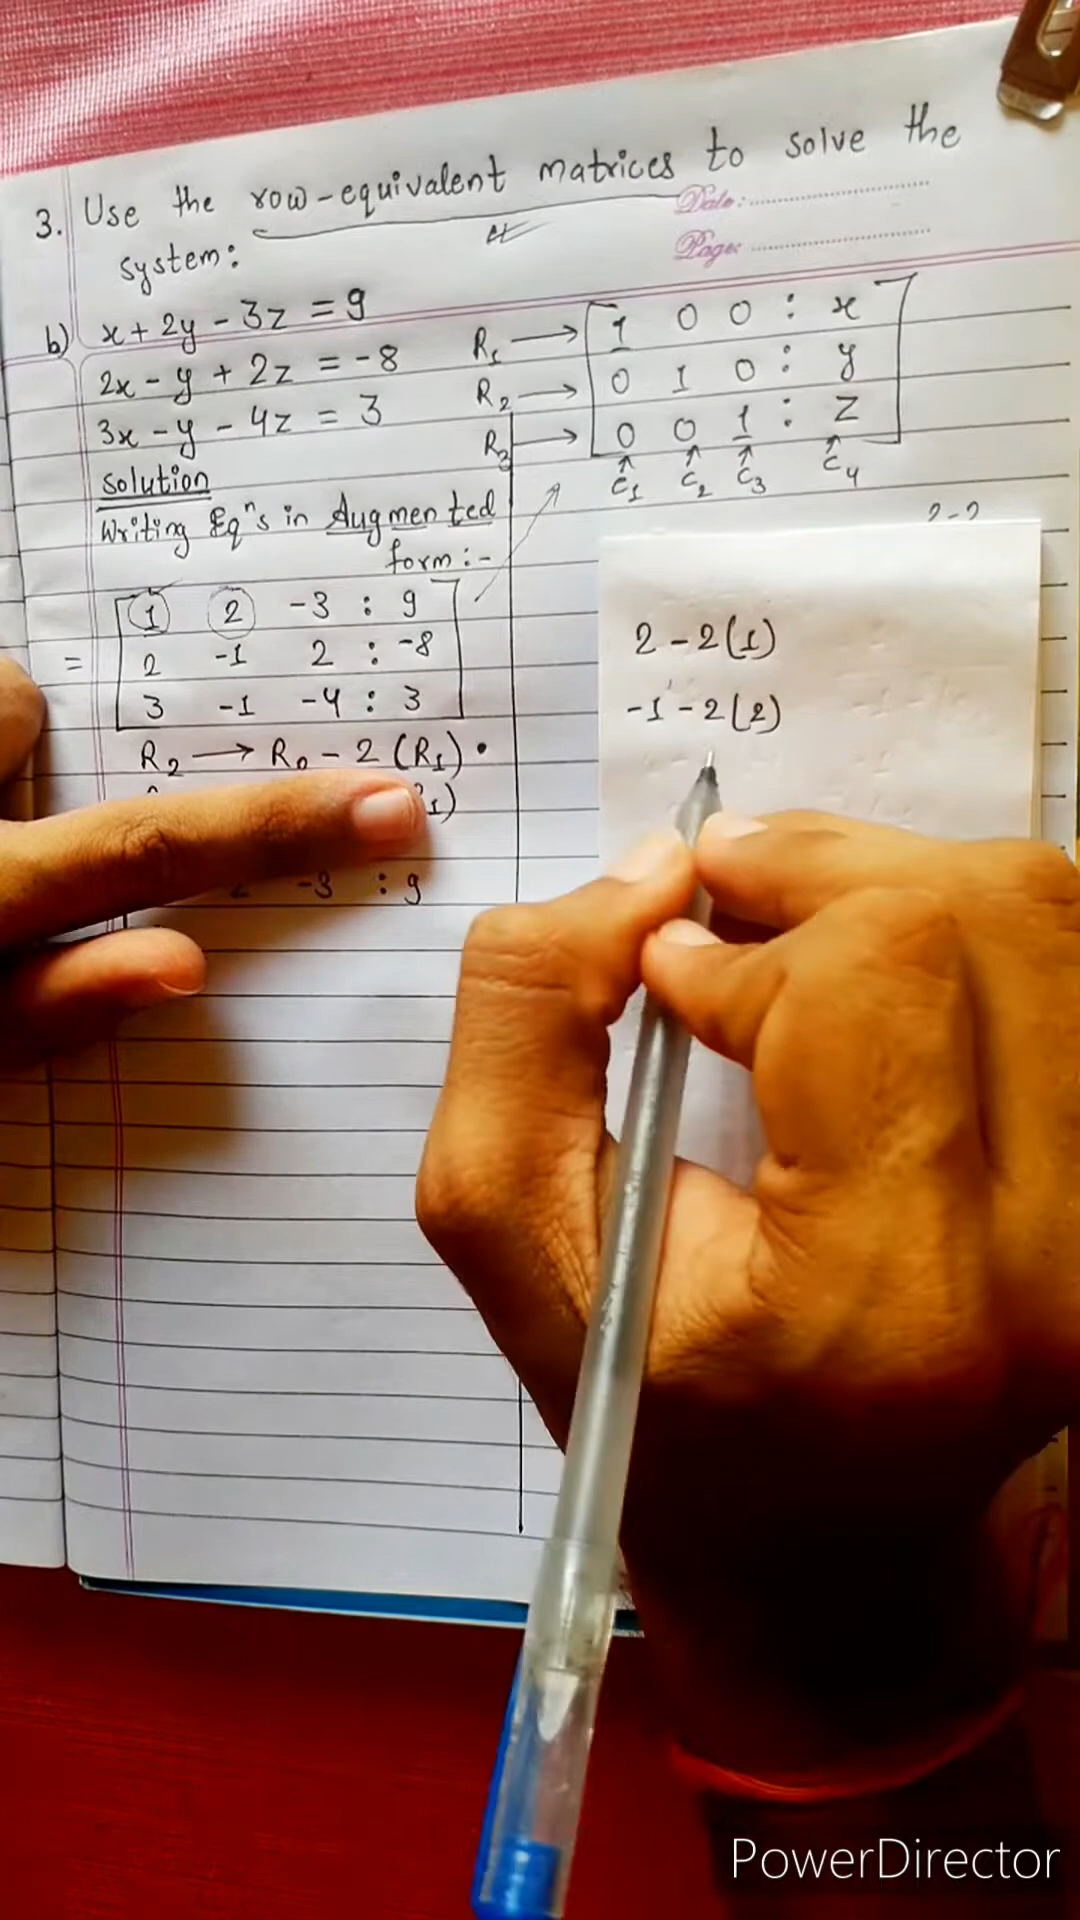 3. Use the row-equivalent matrices to solve the
system:
Date:
Page:
b) x + 2y - 3z = 9
2x - y + 2z = -8
3x - y - 4z = 3
R1 → [ 1 0 0 : x ]
R2 → [ 0 1 0 : y ]
R3 → [ 0 0 1 : z ]
C1 C2 C3 C4
solution
Writing Eqn's in Augmented
form :-
[ 1 2 -3 : 9 ]
= [ 2 -1 2 : -8 ]
[ 3 -1 -4 : 3 ]
R2 → R2 - 2 (R1)
-3 : 9
2 - 2(1)
-1 - 2(2)
PowerDirector